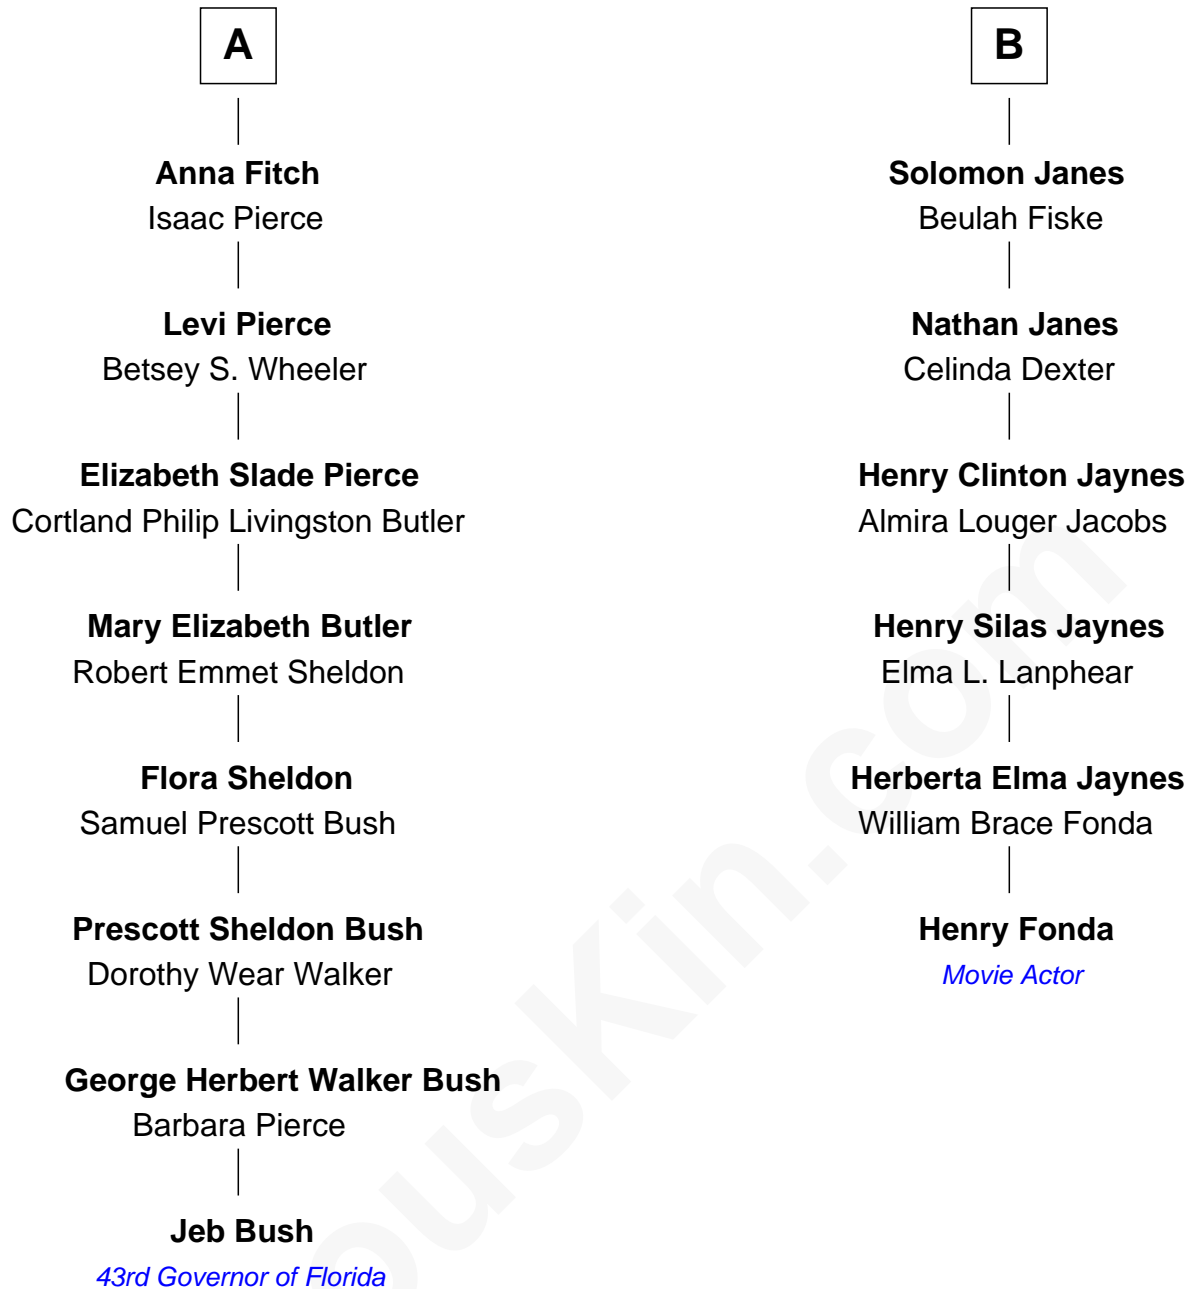 A
Anna Fitch
Isaac Pierce
Levi Pierce
Betsey S. Wheeler
Elizabeth Slade Pierce
Cortland Philip Livingston Butler
Mary Elizabeth Butler
Robert Emmet Sheldon
Flora Sheldon
Samuel Prescott Bush
Prescott Sheldon Bush
Dorothy Wear Walker
George Herbert Walker Bush
Barbara Pierce
Jeb Bush
43rd Governor of Florida
B
Solomon Janes
Beulah Fiske
Nathan Janes
Celinda Dexter
Henry Clinton Jaynes
Almira Louger Jacobs
Henry Silas Jaynes
Elma L. Lanphear
Herberta Elma Jaynes
William Brace Fonda
Henry Fonda
Movie Actor